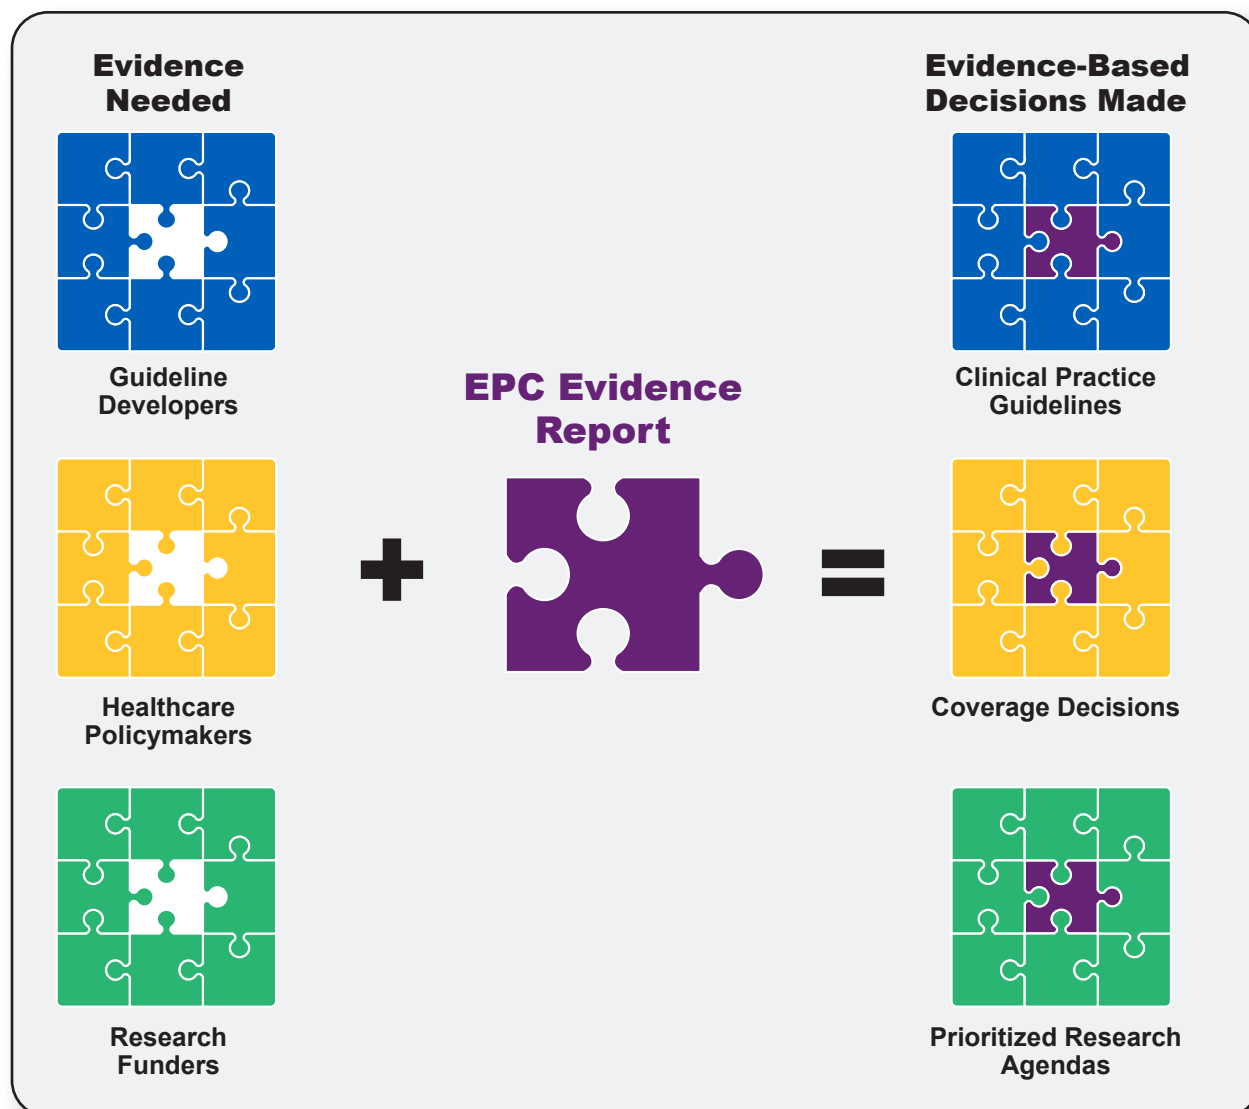 Evidence
Needed
Guideline
Developers
Healthcare
Policymakers
Research
Funders
+
EPC Evidence
Report
=
Evidence-Based
Decisions Made
Clinical Practice
Guidelines
Coverage Decisions
Prioritized Research
Agendas